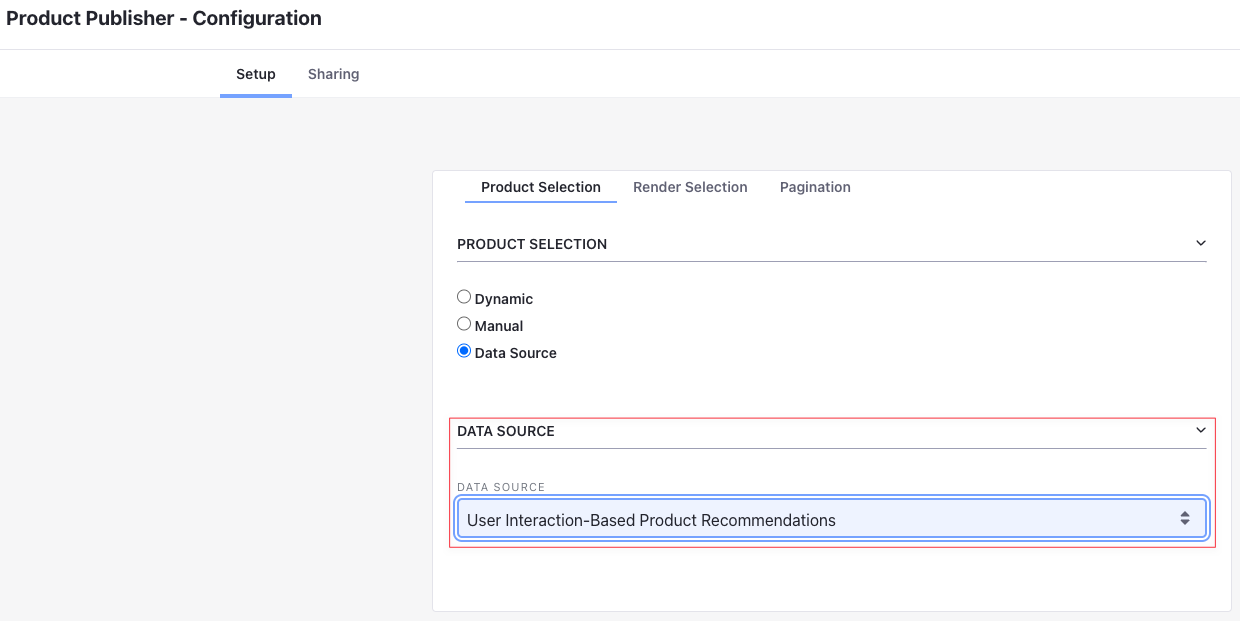 Product Publisher - Configuration
Setup Sharing
Product Selection Render Selection Pagination
PRODUCT SELECTION
Dynamic
Manual
Data Source
DATA SOURCE
DATA SOURCE
User Interaction-Based Product Recommendations